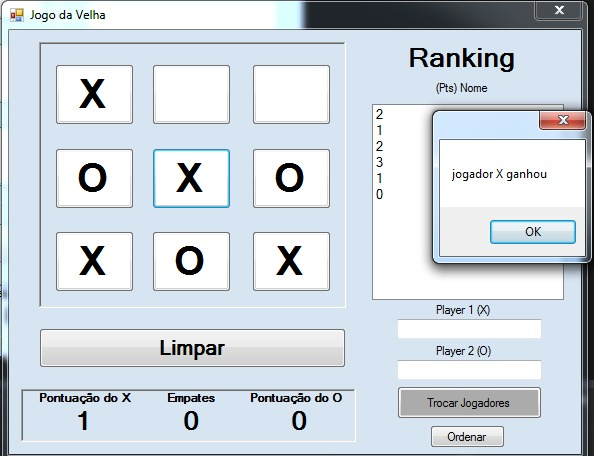 Jogo da Velha
X
O X O
X O X
Limpar
Pontuação do X Empates Pontuação do O
1 0 0
Ranking
(Pts) Nome
2
1
2
3
1
0
jogador X ganhou
OK
Player 1 (X)
Player 2 (O)
Trocar Jogadores
Ordenar